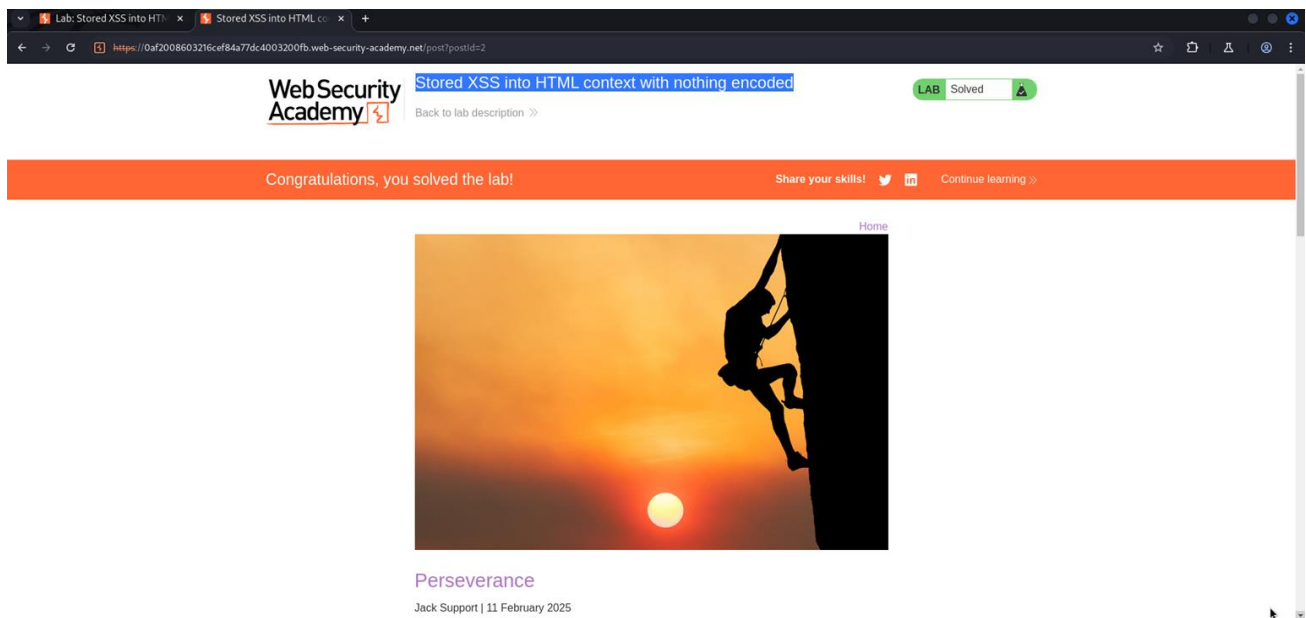 Lab: Stored XSS into HTM
Stored XSS into HTML co
https://0af2008603216cef84a77dc4003200fb.web-security-academy.net/post?postId=2
Web Security
Academy
Stored XSS into HTML context with nothing encoded
Back to lab description
LAB Solved
Congratulations, you solved the lab!
Share your skills!
in
Continue learning
Home
Perseverance
Jack Support | 11 February 2025